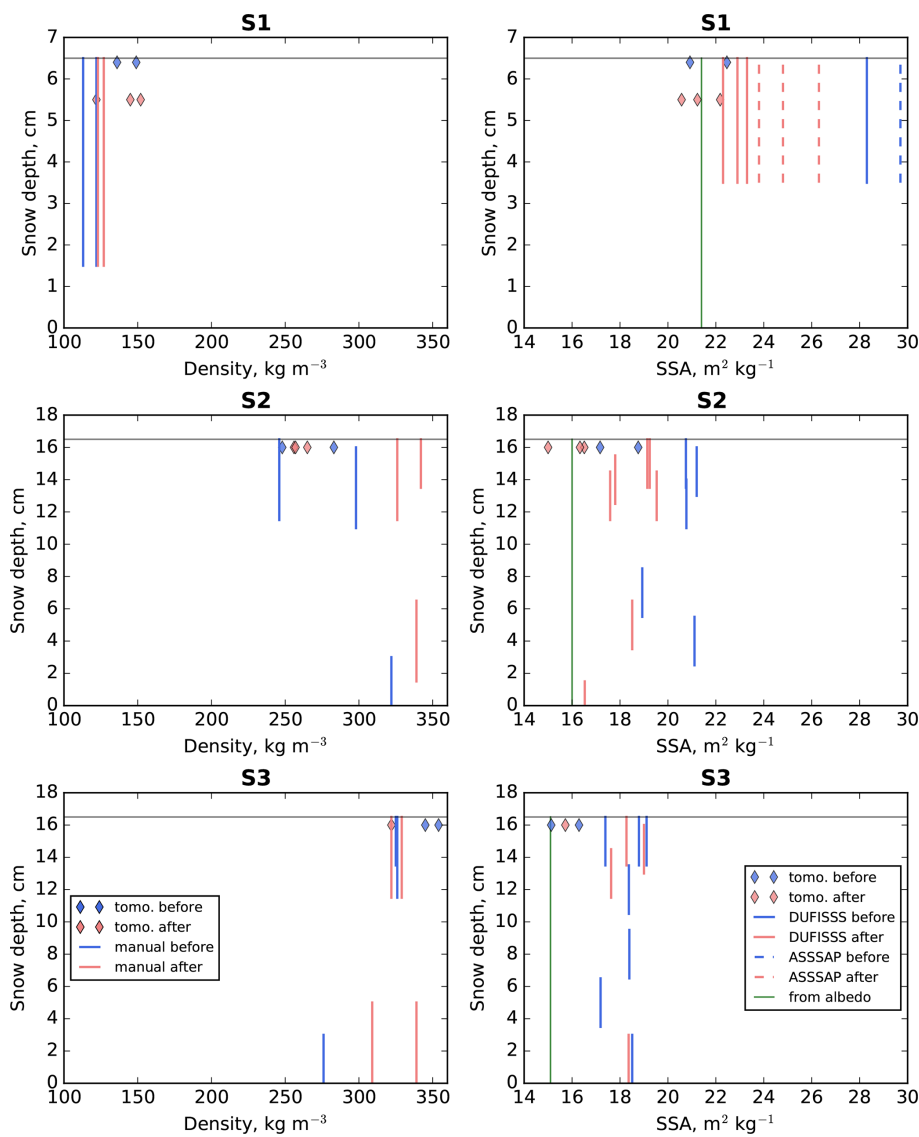 S1
7
6
5
4
3
2
1
0
Snow depth, cm
100 150 200 250 300 350
Density, kg m⁻³
S1
7
6
5
4
3
2
1
0
Snow depth, cm
14 16 18 20 22 24 26 28 30
SSA, m² kg⁻¹
S2
18
16
14
12
10
8
6
4
2
0
Snow depth, cm
100 150 200 250 300 350
Density, kg m⁻³
S2
18
16
14
12
10
8
6
4
2
0
Snow depth, cm
14 16 18 20 22 24 26 28 30
SSA, m² kg⁻¹
S3
18
16
14
12
10
8
6
4
2
0
Snow depth, cm
tomo. before
tomo. after
manual before
manual after
100 150 200 250 300 350
Density, kg m⁻³
S3
18
16
14
12
10
8
6
4
2
0
Snow depth, cm
tomo. before
tomo. after
DUFISSS before
DUFISSS after
ASSSAP before
ASSSAP after
from albedo
14 16 18 20 22 24 26 28 30
SSA, m² kg⁻¹